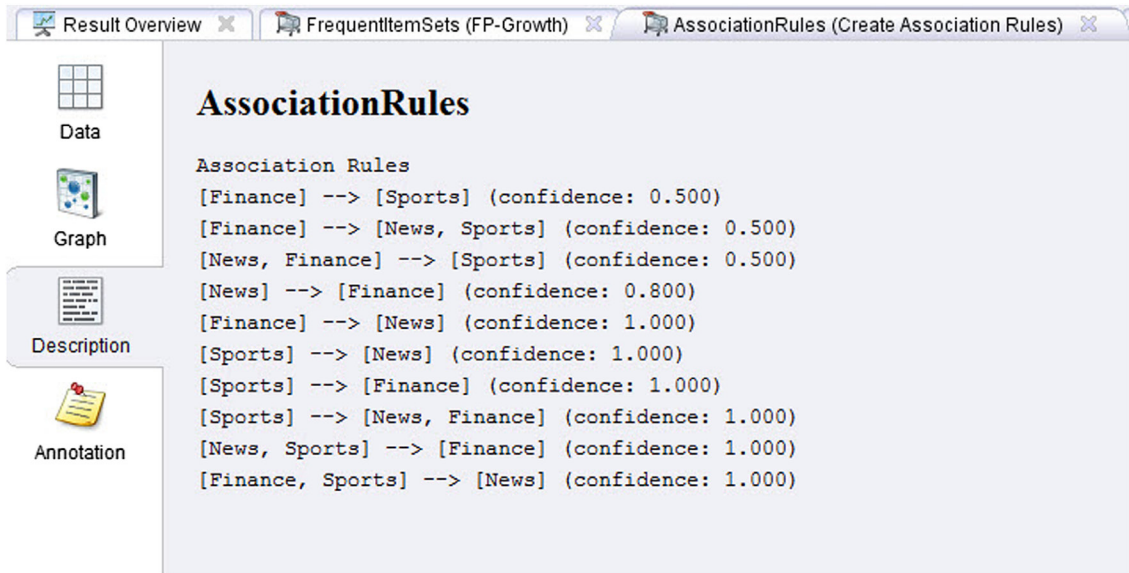 Result Overview FrequentItemSets (FP-Growth) AssociationRules (Create Association Rules)
Data
Graph
Description
Annotation
AssociationRules
Association Rules
[Finance] --> [Sports] (confidence: 0.500)
[Finance] --> [News, Sports] (confidence: 0.500)
[News, Finance] --> [Sports] (confidence: 0.500)
[News] --> [Finance] (confidence: 0.800)
[Finance] --> [News] (confidence: 1.000)
[Sports] --> [News] (confidence: 1.000)
[Sports] --> [Finance] (confidence: 1.000)
[Sports] --> [News, Finance] (confidence: 1.000)
[News, Sports] --> [Finance] (confidence: 1.000)
[Finance, Sports] --> [News] (confidence: 1.000)